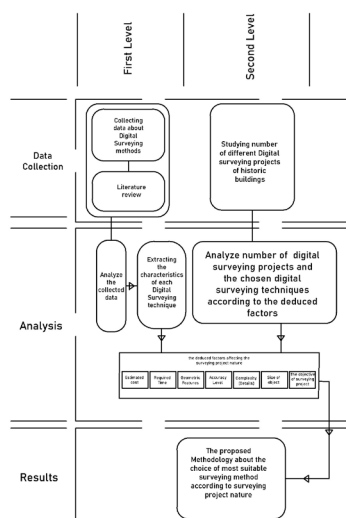 First Level
Second Level
Data
Collection
Collecting
data about
Digital
Surveying
methods
Literature
review
Studying number
of different Digital
surveying projects
of historic
buildings
Analysis
Analyze
the
collected
data
Extracting
the
characteristics
of each
Digital
Surveying
technique
Analyze number of digital
surveying projects and
the chosen digital
surveying techniques
according to the deduced
factors
the deduced factors affecting the
surveying project nature
Estimated
cost
Required
Time
Geometric
Features
Accuracy
Level
Complexity
(Details)
Size of
object
The objective
of surveying
project
Results
The proposed
Methodology about the
choice of most suitable
surveying method
according to surveying
project nature